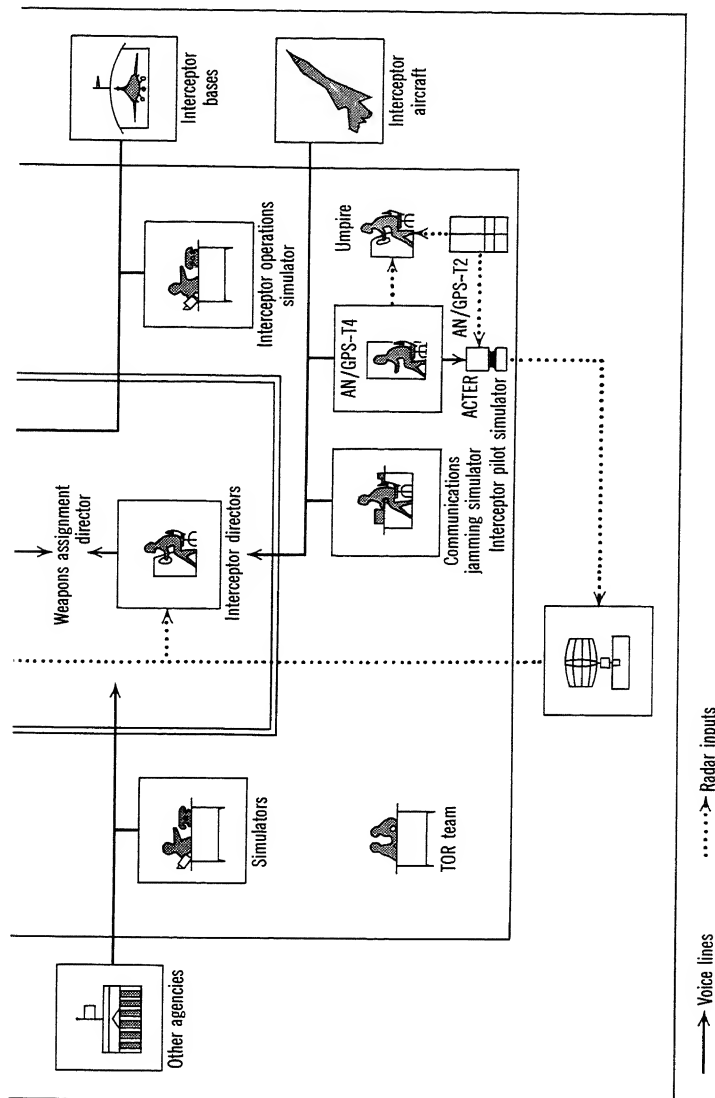 Other agencies
Simulators
TOR team
Weapons assignment
director
Interceptor directors
Communications
jamming simulator
Interceptor pilot simulator
ACTER
AN/GPS-T4
AN/GPS-T2
Umpire
Interceptor operations
simulator
Interceptor
bases
Interceptor
aircraft
Voice lines
Radar inputs